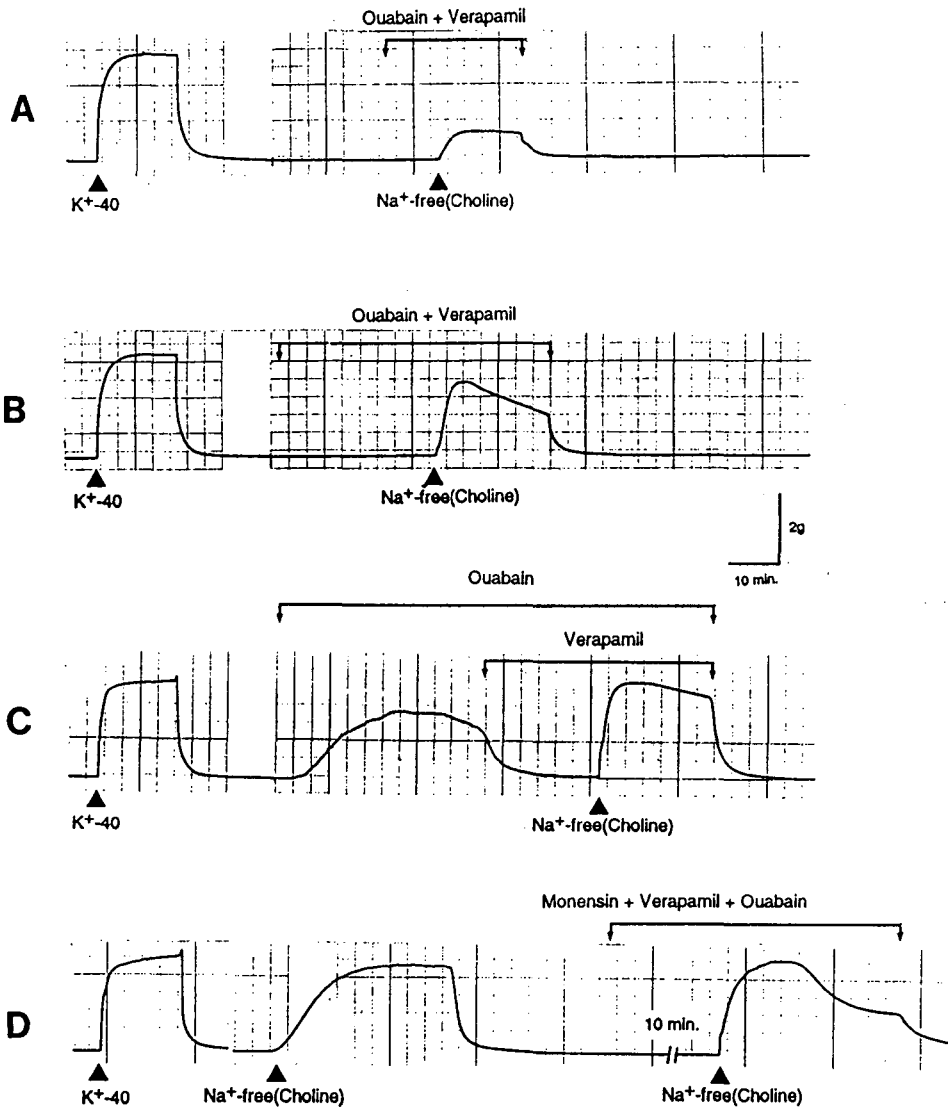 Ouabain + Verapamil
A
K+-40
Na+-free(Choline)
Ouabain + Verapamil
B
K+-40
Na+-free(Choline)
2g
10 min.
Ouabain
Verapamil
C
K+-40
Na+-free(Choline)
Monensin + Verapamil + Ouabain
D
10 min.
K+-40
Na+-free(Choline)
Na+-free(Choline)